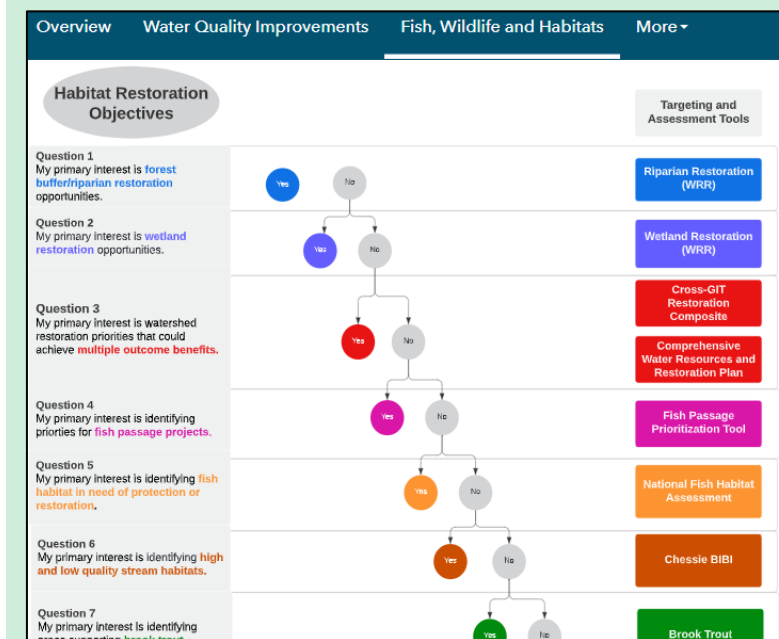 Overview Water Quality Improvements Fish, Wildlife and Habitats More
Habitat Restoration
Objectives
Targeting and
Assessment Tools
Question 1
My primary interest is forest
buffer/riparian restoration
opportunities.
Yes No
Riparian Restoration
(WRR)
Question 2
My primary interest is wetland
restoration opportunities.
Yes No
Wetland Restoration
(WRR)
Question 3
My primary interest is watershed
restoration priorities that could
achieve multiple outcome benefits.
Yes No
Cross-GIT
Restoration
Composite
Comprehensive
Water Resources and
Restoration Plan
Question 4
My primary interest is identifying
priorties for fish passage projects.
Yes No
Fish Passage
Prioritization Tool
Question 5
My primary interest is identifying fish
habitat in need of protection or
restoration.
Yes No
National Fish Habitat
Assessment
Question 6
My primary interest is identifying high
and low quality stream habitats.
Yes No
Chessie BIBI
Question 7
My primary interest is identifying
areas supporting brook trout
Yes No
Brook Trout